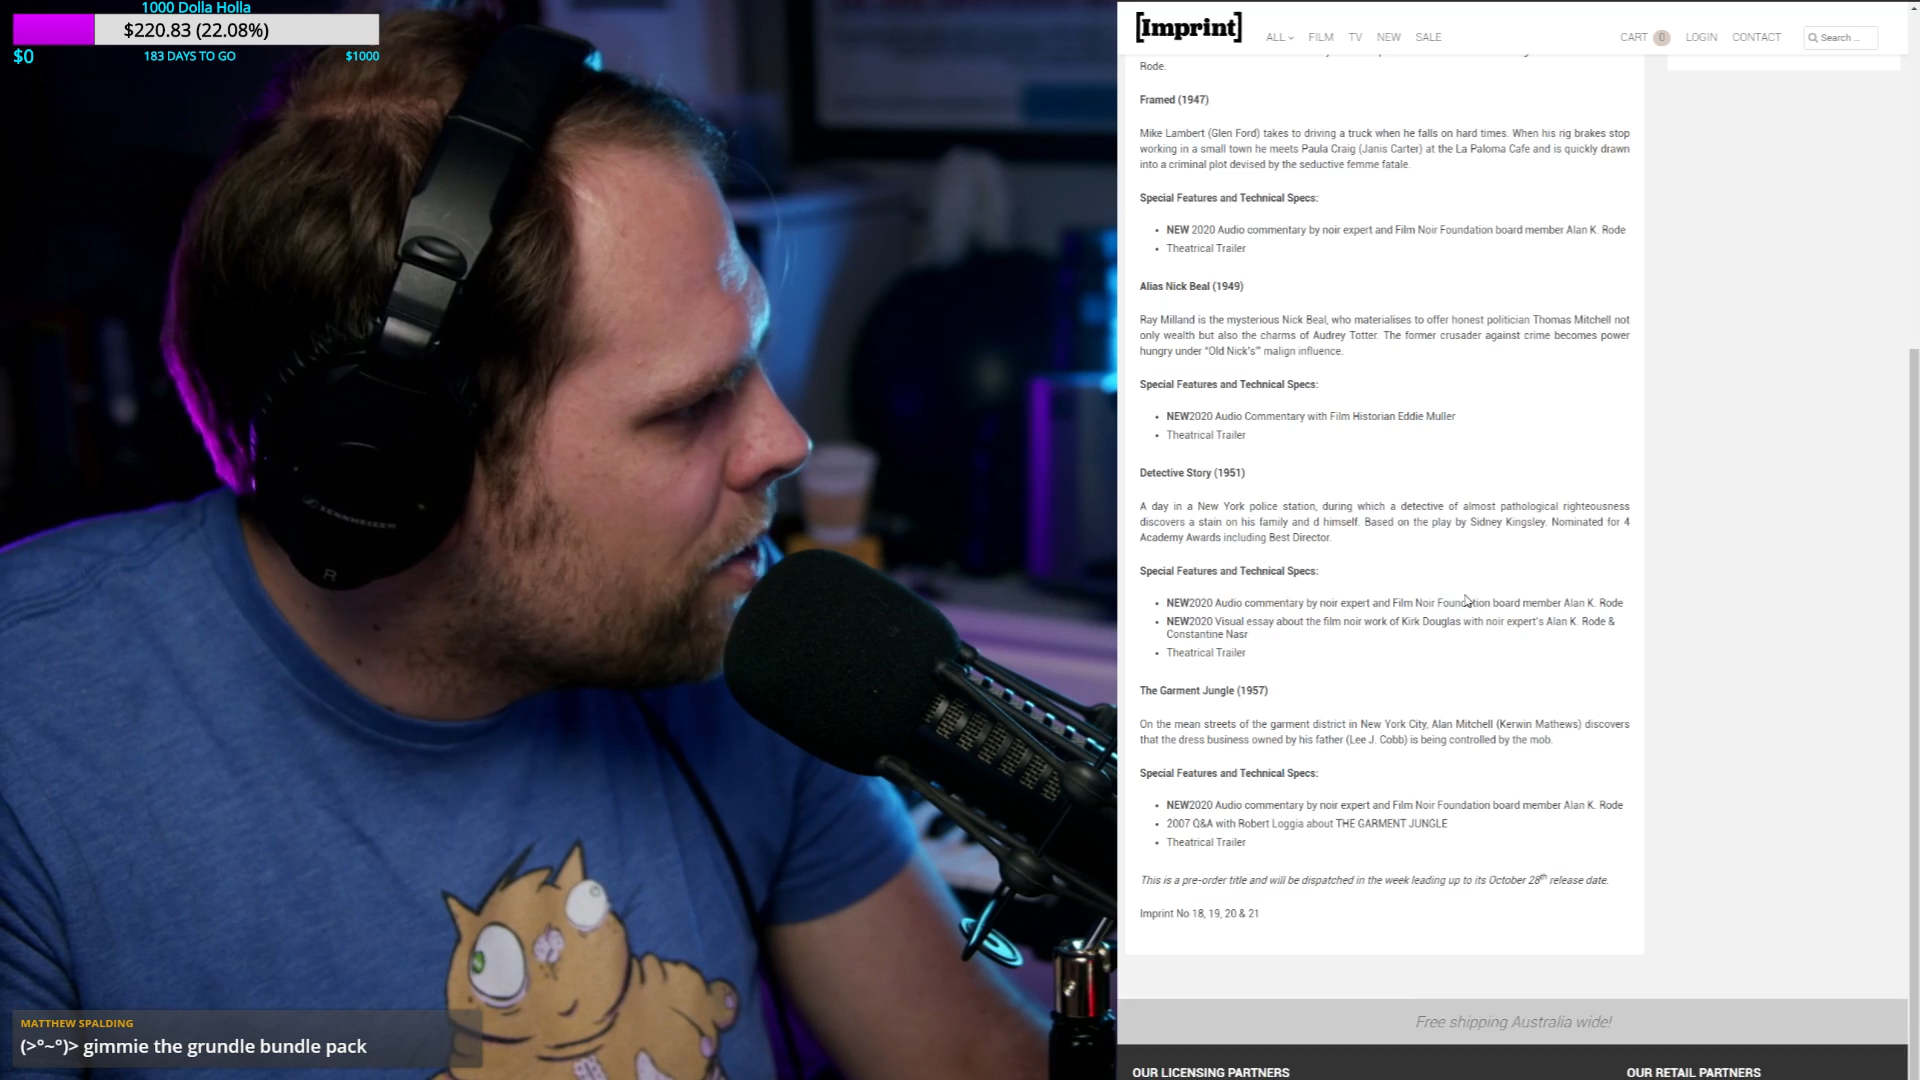 1000 Dolla Holla
$220.83 (22.08%)
$0
183 DAYS TO GO
$1000
SENNHEISER
R
MATTHEW SPALDING
(>°~°)> gimmie the grundle bundle pack
[Imprint]
ALL
FILM
TV
NEW
SALE
CART 0
LOGIN
CONTACT
Search ...
Rode.
Framed (1947)
Mike Lambert (Glen Ford) takes to driving a truck when he falls on hard times. When his rig brakes stop
working in a small town he meets Paula Craig (Janis Carter) at the La Paloma Cafe and is quickly drawn
into a criminal plot devised by the seductive femme fatale.
Special Features and Technical Specs:
• NEW 2020 Audio commentary by noir expert and Film Noir Foundation board member Alan K. Rode
• Theatrical Trailer
Alias Nick Beal (1949)
Ray Milland is the mysterious Nick Beal, who materialises to offer honest politician Thomas Mitchell not
only wealth but also the charms of Audrey Totter. The former crusader against crime becomes power
hungry under “Old Nick’s’” malign influence.
Special Features and Technical Specs:
• NEW2020 Audio Commentary with Film Historian Eddie Muller
• Theatrical Trailer
Detective Story (1951)
A day in a New York police station, during which a detective of almost pathological righteousness
discovers a stain on his family and d himself. Based on the play by Sidney Kingsley. Nominated for 4
Academy Awards including Best Director.
Special Features and Technical Specs:
• NEW2020 Audio commentary by noir expert and Film Noir Foundation board member Alan K. Rode
• NEW2020 Visual essay about the film noir work of Kirk Douglas with noir expert’s Alan K. Rode &
Constantine Nasr
• Theatrical Trailer
The Garment Jungle (1957)
On the mean streets of the garment district in New York City, Alan Mitchell (Kerwin Mathews) discovers
that the dress business owned by his father (Lee J. Cobb) is being controlled by the mob.
Special Features and Technical Specs:
• NEW2020 Audio commentary by noir expert and Film Noir Foundation board member Alan K. Rode
• 2007 Q&A with Robert Loggia about THE GARMENT JUNGLE
• Theatrical Trailer
This is a pre-order title and will be dispatched in the week leading up to its October 28th release date.
Imprint No 18, 19, 20 & 21
Free shipping Australia wide!
OUR LICENSING PARTNERS
OUR RETAIL PARTNERS